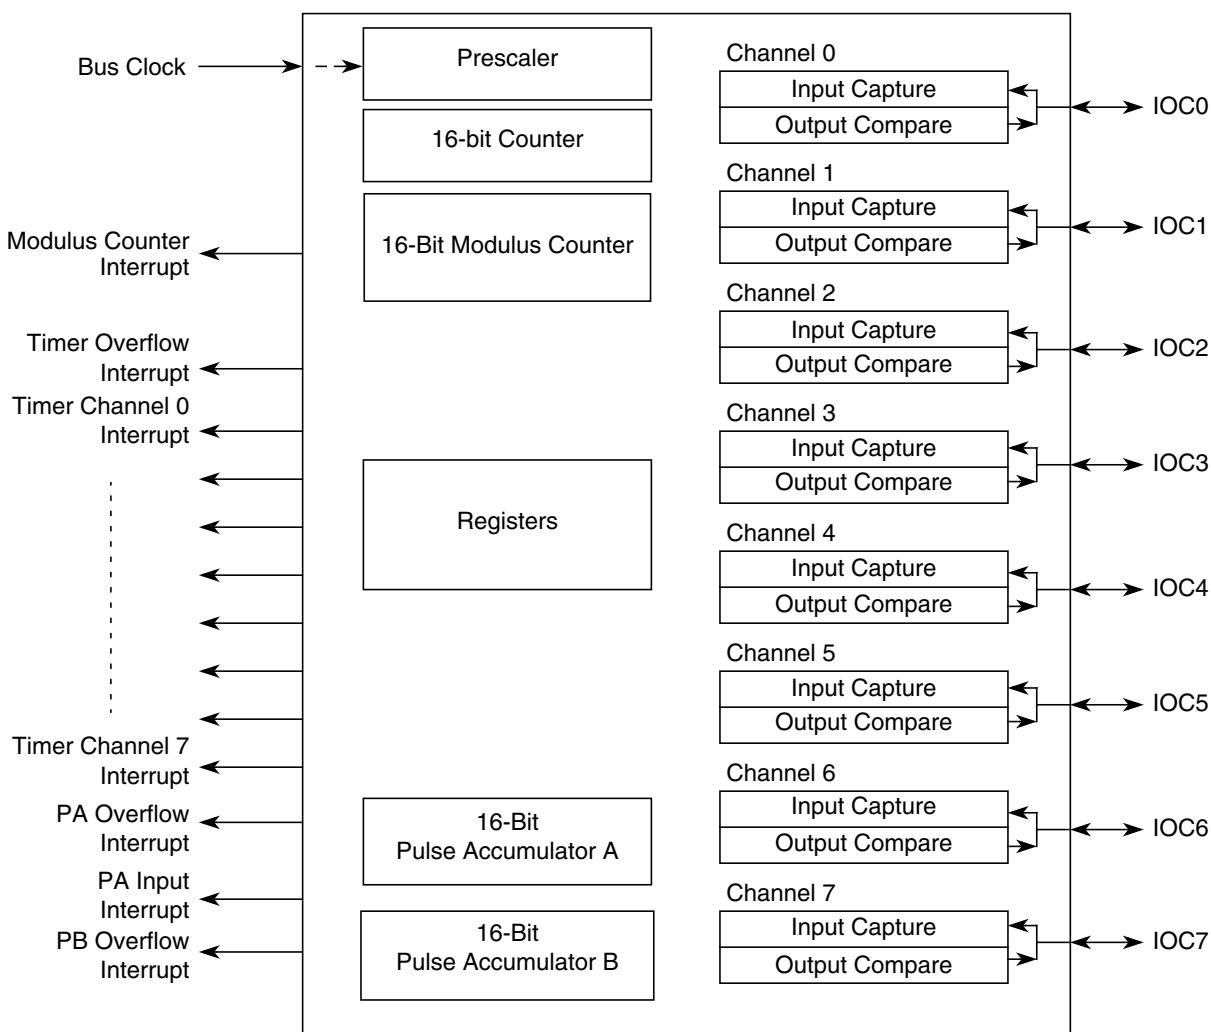 Bus Clock
Modulus Counter
Interrupt
Timer Overflow
Interrupt
Timer Channel 0
Interrupt
Timer Channel 7
Interrupt
PA Overflow
Interrupt
PA Input
Interrupt
PB Overflow
Interrupt
Prescaler
16-bit Counter
16-Bit Modulus Counter
Registers
16-Bit
Pulse Accumulator A
16-Bit
Pulse Accumulator B
Channel 0
Input Capture
Output Compare
IOC0
Channel 1
Input Capture
Output Compare
IOC1
Channel 2
Input Capture
Output Compare
IOC2
Channel 3
Input Capture
Output Compare
IOC3
Channel 4
Input Capture
Output Compare
IOC4
Channel 5
Input Capture
Output Compare
IOC5
Channel 6
Input Capture
Output Compare
IOC6
Channel 7
Input Capture
Output Compare
IOC7